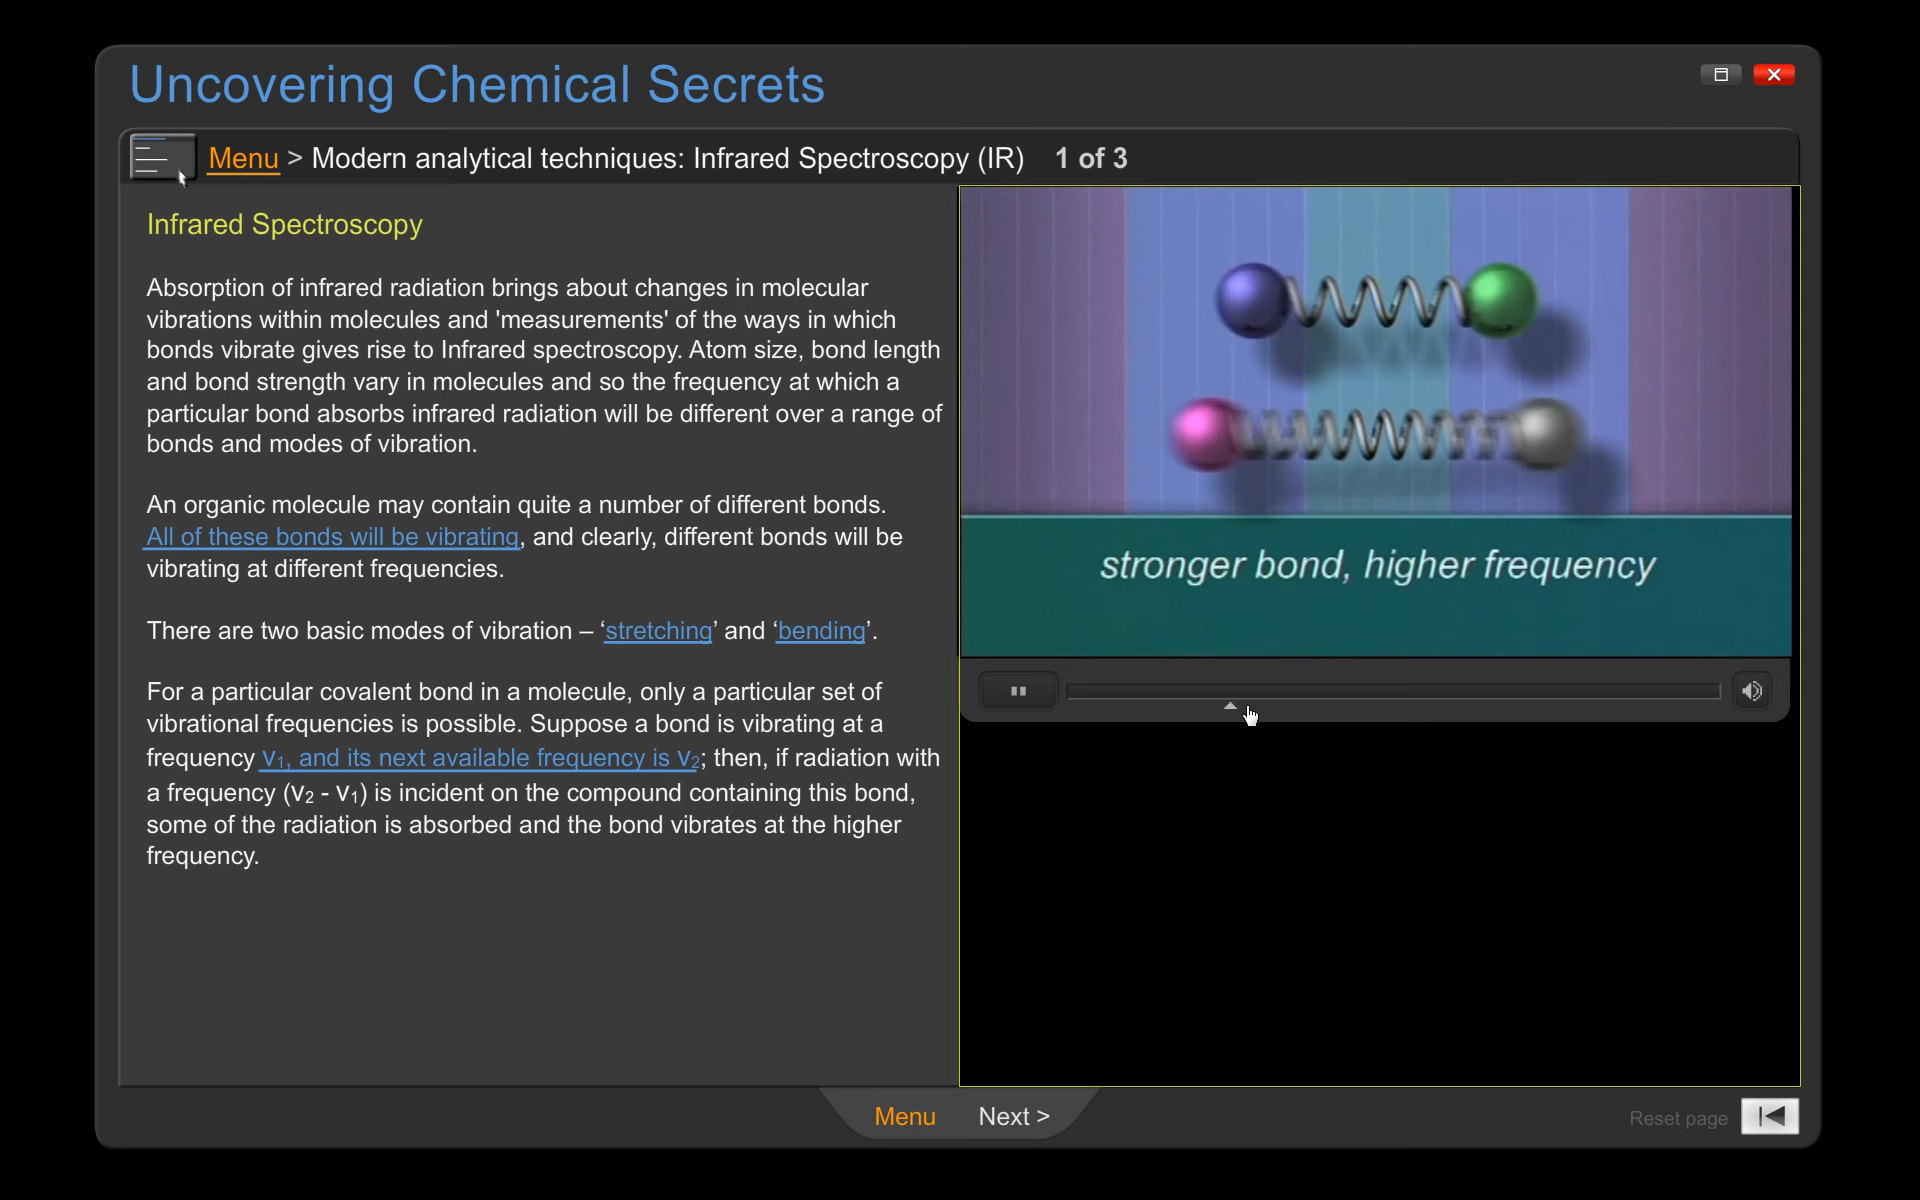 Uncovering Chemical Secrets
Menu > Modern analytical techniques: Infrared Spectroscopy (IR) 1 of 3
Infrared Spectroscopy
Absorption of infrared radiation brings about changes in molecular
vibrations within molecules and 'measurements' of the ways in which
bonds vibrate gives rise to Infrared spectroscopy. Atom size, bond length
and bond strength vary in molecules and so the frequency at which a
particular bond absorbs infrared radiation will be different over a range of
bonds and modes of vibration.
An organic molecule may contain quite a number of different bonds.
All of these bonds will be vibrating, and clearly, different bonds will be
vibrating at different frequencies.
There are two basic modes of vibration – ‘stretching’ and ‘bending’.
For a particular covalent bond in a molecule, only a particular set of
vibrational frequencies is possible. Suppose a bond is vibrating at a
frequency v₁, and its next available frequency is v₂; then, if radiation with
a frequency (v₂ - v₁) is incident on the compound containing this bond,
some of the radiation is absorbed and the bond vibrates at the higher
frequency.
stronger bond, higher frequency
Menu Next >
Reset page